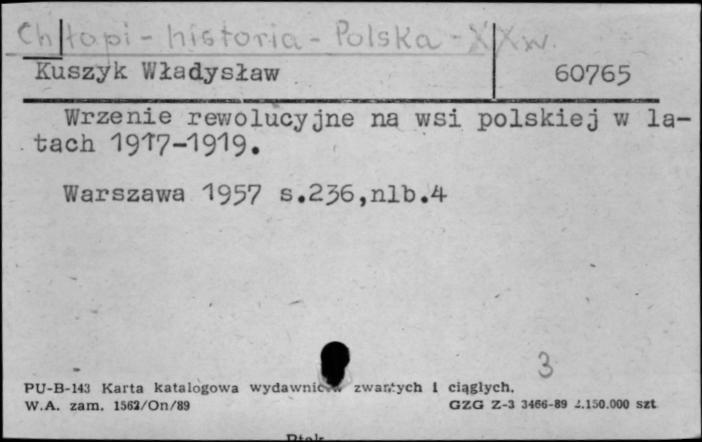 Chłopi - historia - Polska - XX w.
Kuszyk Władysław 60765
Wrzenie rewolucyjne na wsi polskiej w la-
tach 1917-1919.
Warszawa 1957 s.236,nlb.4
3
PU-B-143 Karta katalogowa wydawnictw zwartych i ciągłych.
W.A. zam. 1562/On/89 GZG Z-3 3466-89 2.150.000 szt